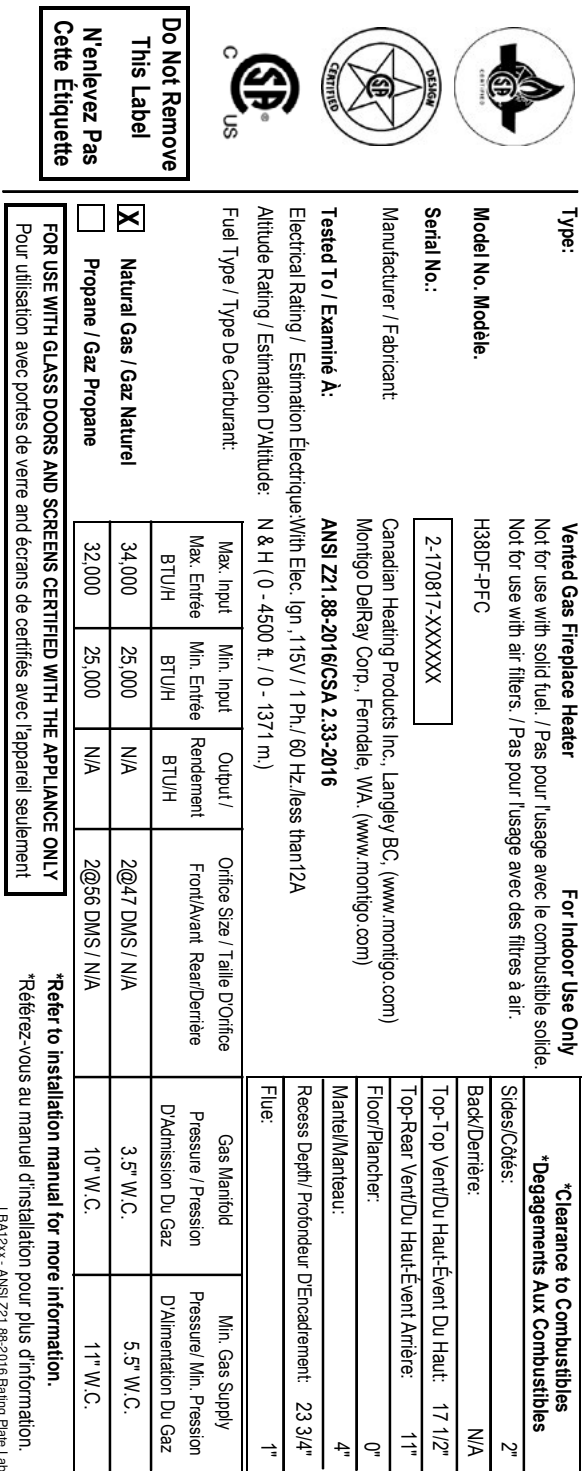 CERTIFIED
DESIGN
CERTIFIED
C US
Do Not Remove
This Label
N'enlevez Pas
Cette Étiquette
Type: Vented Gas Fireplace Heater For Indoor Use Only
Not for use with solid fuel. / Pas pour l'usage avec le combustible solide.
Not for use with air filters. / Pas pour l'usage avec des filtres à air.
Model No. Modèle. H38DF-PFC
Serial No.: 2-170817-XXXXXX
Manufacturer / Fabricant: Canadian Heating Products Inc., Langley BC, (www.montigo.com)
Montigo DelRay Corp., Ferndale, WA. (www.montigo.com)
Tested To / Examiné À: ANSI Z21.88-2016/CSA 2.33-2016
Electrical Rating / Estimation Électrique:With Elec. Ign ,115V / 1 Ph./ 60 Hz./less than12A
Altitude Rating / Estimation D'Altitude: N & H ( 0 - 4500 ft. / 0 - 1371 m.)
*Clearance to Combustibles
*Degagements Aux Combustibles
Sides/Côtés: 2"
Back/Derrière: N/A
Top-Top Vent/Du Haut-Évent Du Haut: 17 1/2"
Top-Rear Vent/Du Haut-Évent Arrière: 11"
Floor/Plancher: 0"
Mantel/Manteau: 4"
Recess Depth/ Profondeur D'Encadrement: 23 3/4"
Flue: 1"
Fuel Type / Type De Carburant:
Max. Input Min. Input Output / Orifice Size / Taille D'Orifice Gas Manifold Min. Gas Supply
Max. Entrée Min. Entrée Rendement Front/Avant Rear/Derrière Pressure / Pression Pressure/ Min. Pression
BTU/H BTU/H BTU/H D'Admission Du Gaz D'Alimentation Du Gaz
X Natural Gas / Gaz Naturel 34,000 25,000 N/A 2@47 DMS / N/A 3.5" W.C. 5.5" W.C.
Propane / Gaz Propane 32,000 25,000 N/A 2@56 DMS / N/A 10" W.C. 11" W.C.
FOR USE WITH GLASS DOORS AND SCREENS CERTIFIED WITH THE APPLIANCE ONLY
Pour utilisation avec portes de verre and écrans de certifiés avec l'appareil seulement
*Refer to installation manual for more information.
*Référez-vous au manuel d'installation pour plus d'information.